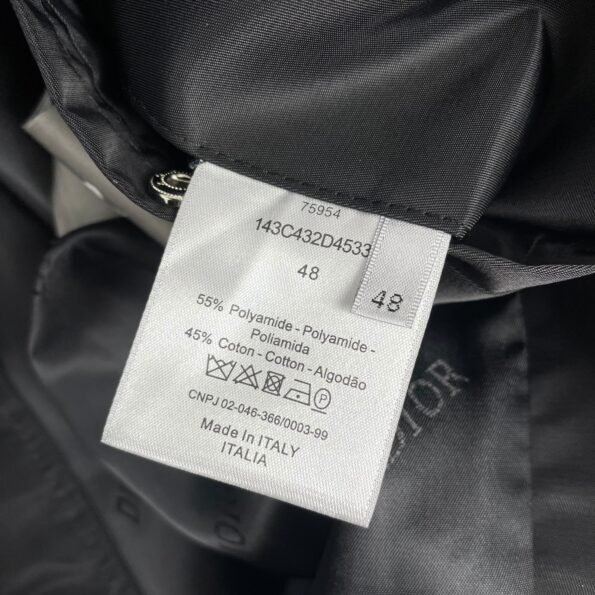 75954
143C432D4533
48
48
55% Polyamide - Polyamide -
Poliamida
45% Coton - Cotton - Algodão
P
CNPJ 02-046-366/0003-99
Made in ITALY
ITALIA
DIOR